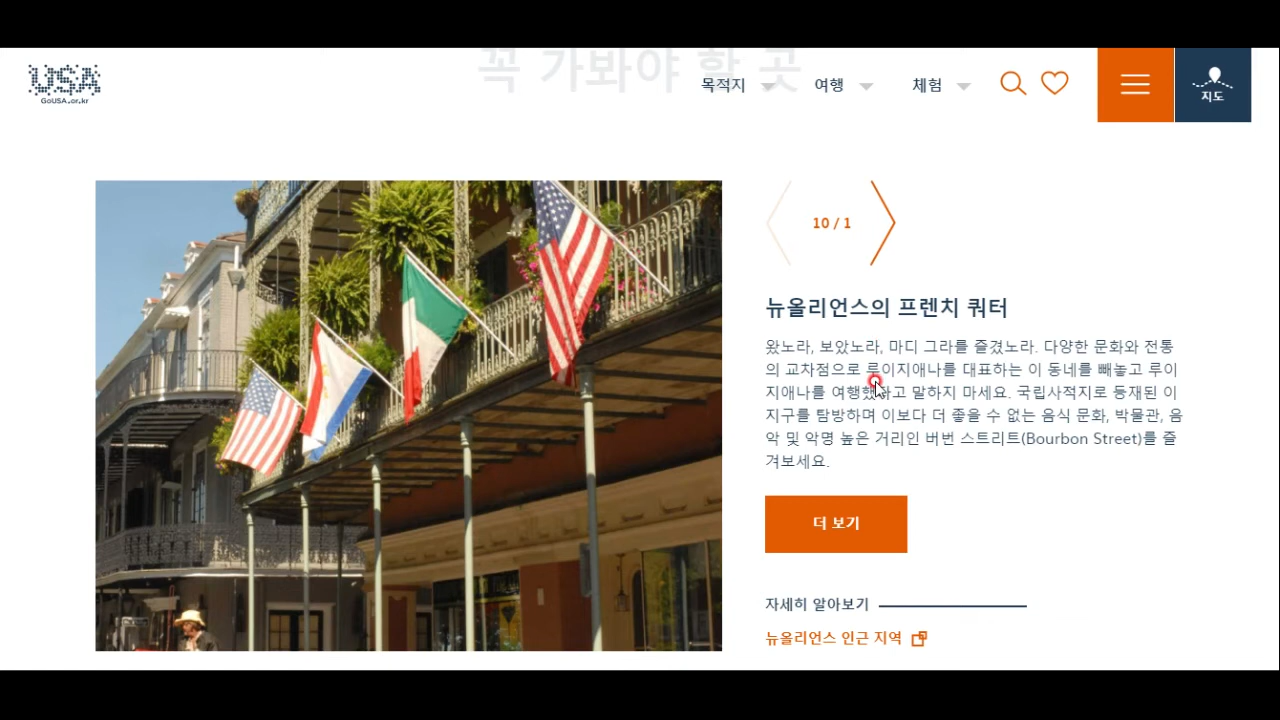 꼭 가봐야 할 곳
USA
GoUSA.or.kr
목적지 여행 체험
지도
10 / 1
뉴올리언스의 프렌치 쿼터
왔노라, 보았노라, 마디 그라를 즐겼노라. 다양한 문화와 전통
의 교차점으로 루이지애나를 대표하는 이 동네를 빼놓고 루이
지애나를 여행했다고 말하지 마세요. 국립사적지로 등재된 이
지구를 탐방하며 이보다 더 좋을 수 없는 음식 문화, 박물관, 음
악 및 악명 높은 거리인 버번 스트리트(Bourbon Street)를 즐
겨보세요.
더 보기
자세히 알아보기
뉴올리언스 인근 지역